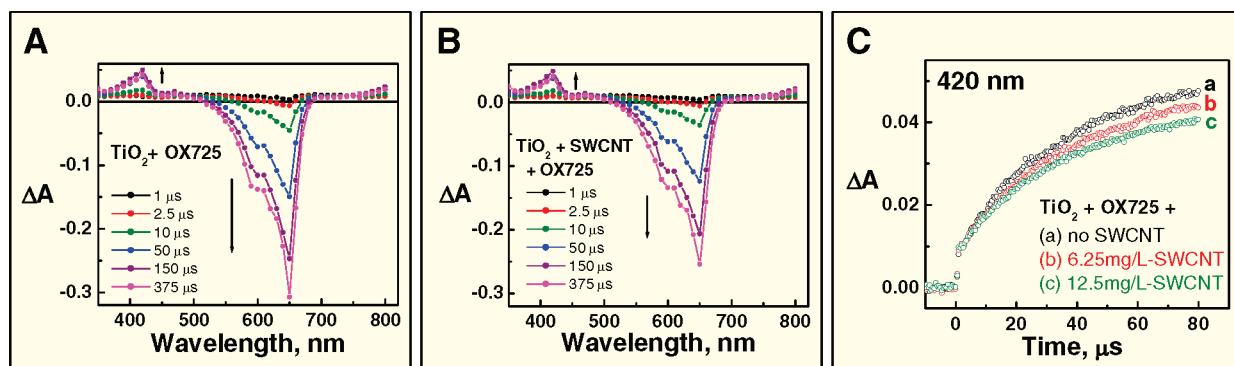 A
0.0
-0.1
-0.2
-0.3
ΔA
TiO2+ OX725
1 µs
2.5 µs
10 µs
50 µs
150 µs
375 µs
400 500 600 700 800
Wavelength, nm
B
0.0
-0.1
-0.2
-0.3
ΔA
TiO2 + SWCNT
+ OX725
1 µs
2.5 µs
10 µs
50 µs
150 µs
375 µs
400 500 600 700 800
Wavelength, nm
C
420 nm
a
b
c
0.04
0.02
0.00
ΔA
TiO2 + OX725 +
(a) no SWCNT
(b) 6.25mg/L-SWCNT
(c) 12.5mg/L-SWCNT
0 20 40 60 80
Time, µs